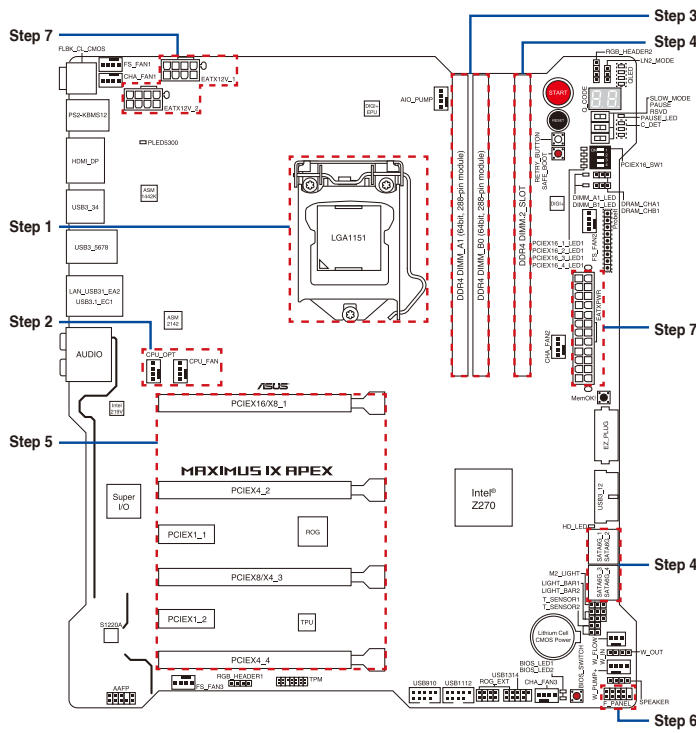 Step 3
Step 4
Step 7
FLBK_CL_CMOS
FS_FAN1
CHA_FAN1
EATX12V_1
EATX12V_2
DIGI+
EPU
AIO_PUMP
START
RESET
RETRY_BUTTON
SAFE_BOOT
RGB_HEADER2
LN2_MODE
QLED
Q_CODE
SLOW_MODE
PAUSE
RSVD
PAUSE_LED
C_DET
PCIEX16_SW1
PS2-KBMS12
PLED5300
HDMI_DP
ASM
1442K
USB3_34
USB3_5678
LAN_USB31_EA2
USB3.1_EC1
DIGI+
DIMM_A1_LED
DIMM_B1_LED
DRAM_CHA1
DRAM_CHB1
FS_FAN2
PCIEX16_1_LED1
PCIEX16_2_LED1
PCIEX16_3_LED1
PCIEX16_4_LED1
Step 1
LGA1151
DDR4 DIMM_A1 (64bit, 288-pin module)
DDR4 DIMM_B0 (64bit, 288-pin module)
DDR4 DIMM.2_SLOT
EATXPWR
Step 2
ASM
2142
CPU_OPT
CPU_FAN
AUDIO
CHA_FAN2
Step 7
MemOK!
Intel
219V
ASUS
PCIEX16/X8_1
Step 5
MAXIMUS IX APEX
EZ_PLUG
PCIEX4_2
Super
I/O
Intel®
Z270
USB3_12
PCIEX1_1
ROG
HD_LED
SATA6G_1
SATA6G_2
Step 4
PCIEX8/X4_3
M2_LIGHT
LIGHT_BAR1
LIGHT_BAR2
T_SENSOR1
T_SENSOR2
SATA6G_3
SATA6G_4
S1220A
PCIEX1_2
TPU
Lithium Cell
CMOS Power
W_FLOW
W_IN
W_OUT
PCIEX4_4
BIOS_LED1
BIOS_LED2
BIOS_SWITCH
W_PUMP+
AAFP
FS_FAN3
RGB_HEADER1
TPM
USB910
USB1112
USB1314
ROG_EXT
CHA_FAN3
F_PANEL
SPEAKER
Step 6